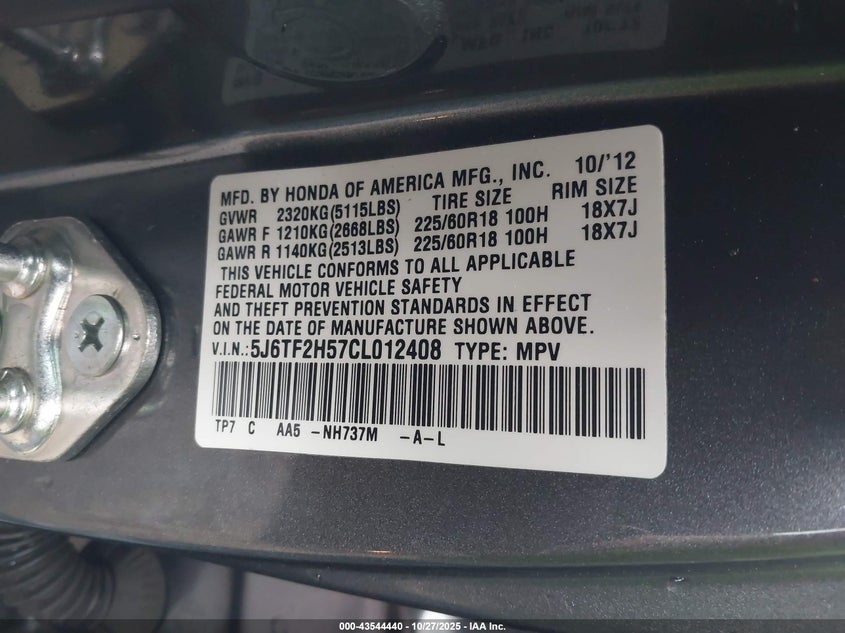 MFD. BY HONDA OF AMERICA MFG., INC. 10/'12
GVWR 2320KG(5115LBS) TIRE SIZE RIM SIZE
GAWR F 1210KG(2668LBS) 225/60R18 100H 18X7J
GAWR R 1140KG(2513LBS) 225/60R18 100H 18X7J
THIS VEHICLE CONFORMS TO ALL APPLICABLE
FEDERAL MOTOR VEHICLE SAFETY
AND THEFT PREVENTION STANDARDS IN EFFECT
ON THE DATE OF MANUFACTURE SHOWN ABOVE.
V.I.N.:5J6TF2H57CL012408 TYPE: MPV
TP7 C AA5 -NH737M -A-L
000-43544440 - 10/27/2025 - IAA Inc.